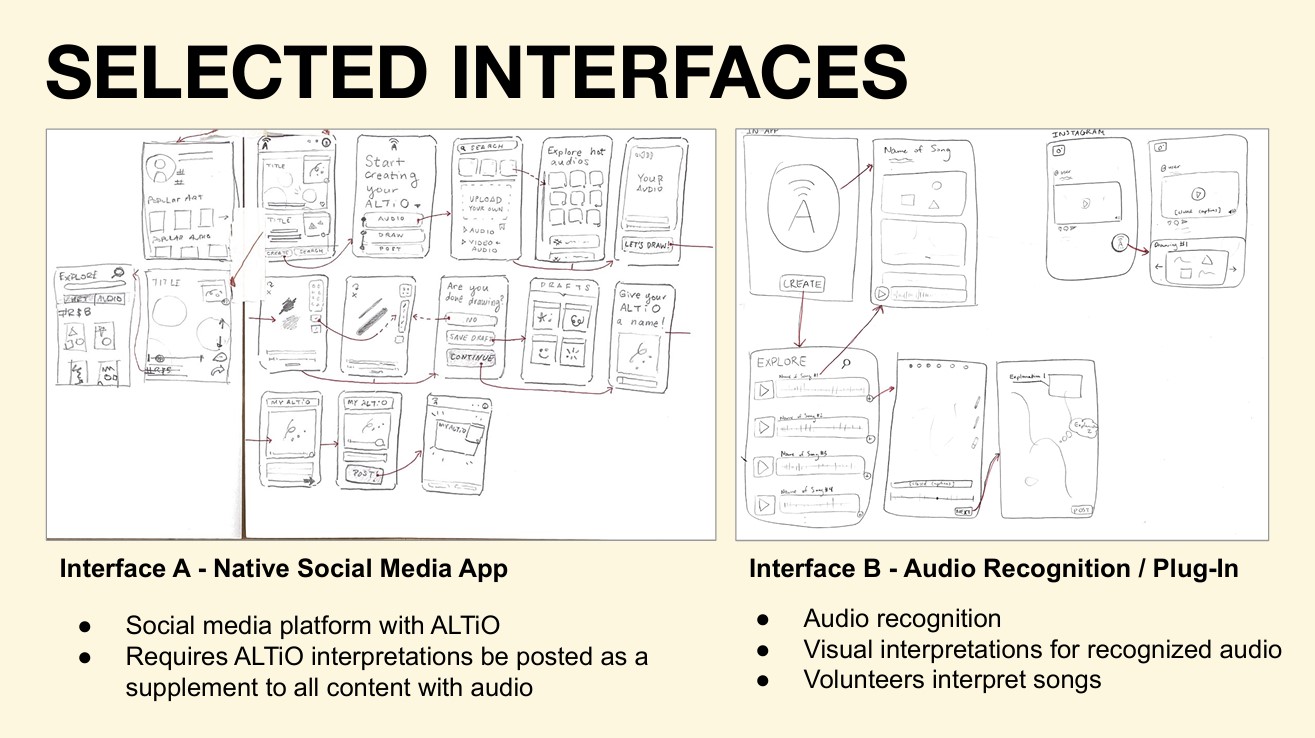 SELECTED INTERFACES
POPULAR ART
POPULAR AUDIO
EXPLORE
ART AUDIO
#R&B
TITLE
TITLE
TITLE
CREATE SEARCH
Start
creating
your
ALTiO
AUDIO
DRAW
POST
SEARCH
UPLOAD
YOUR OWN
AUDIO
VIDEO +
AUDIO
Explore hot
audios
YOUR
AUDIO
LET'S DRAW!
Are you
done drawing?
NO
SAVE DRAFT
CONTINUE
DRAFTS
Give your
ALTiO
a name!
MY ALTiO
MY ALTiO
POST
MY ALTiO
IN APP
A
CREATE
Name of Song
EXPLORE
Name of Song #1
Name of Song #2
Name of Song #3
Name of Song #4
[closed captions]
NEXT
Explanation 1
Explanation
2
POST
INSTAGRAM
@user
A
@user
[closed captions]
Drawing #1
Interface A - Native Social Media App
● Social media platform with ALTiO
● Requires ALTiO interpretations be posted as a
supplement to all content with audio
Interface B - Audio Recognition / Plug-In
● Audio recognition
● Visual interpretations for recognized audio
● Volunteers interpret songs